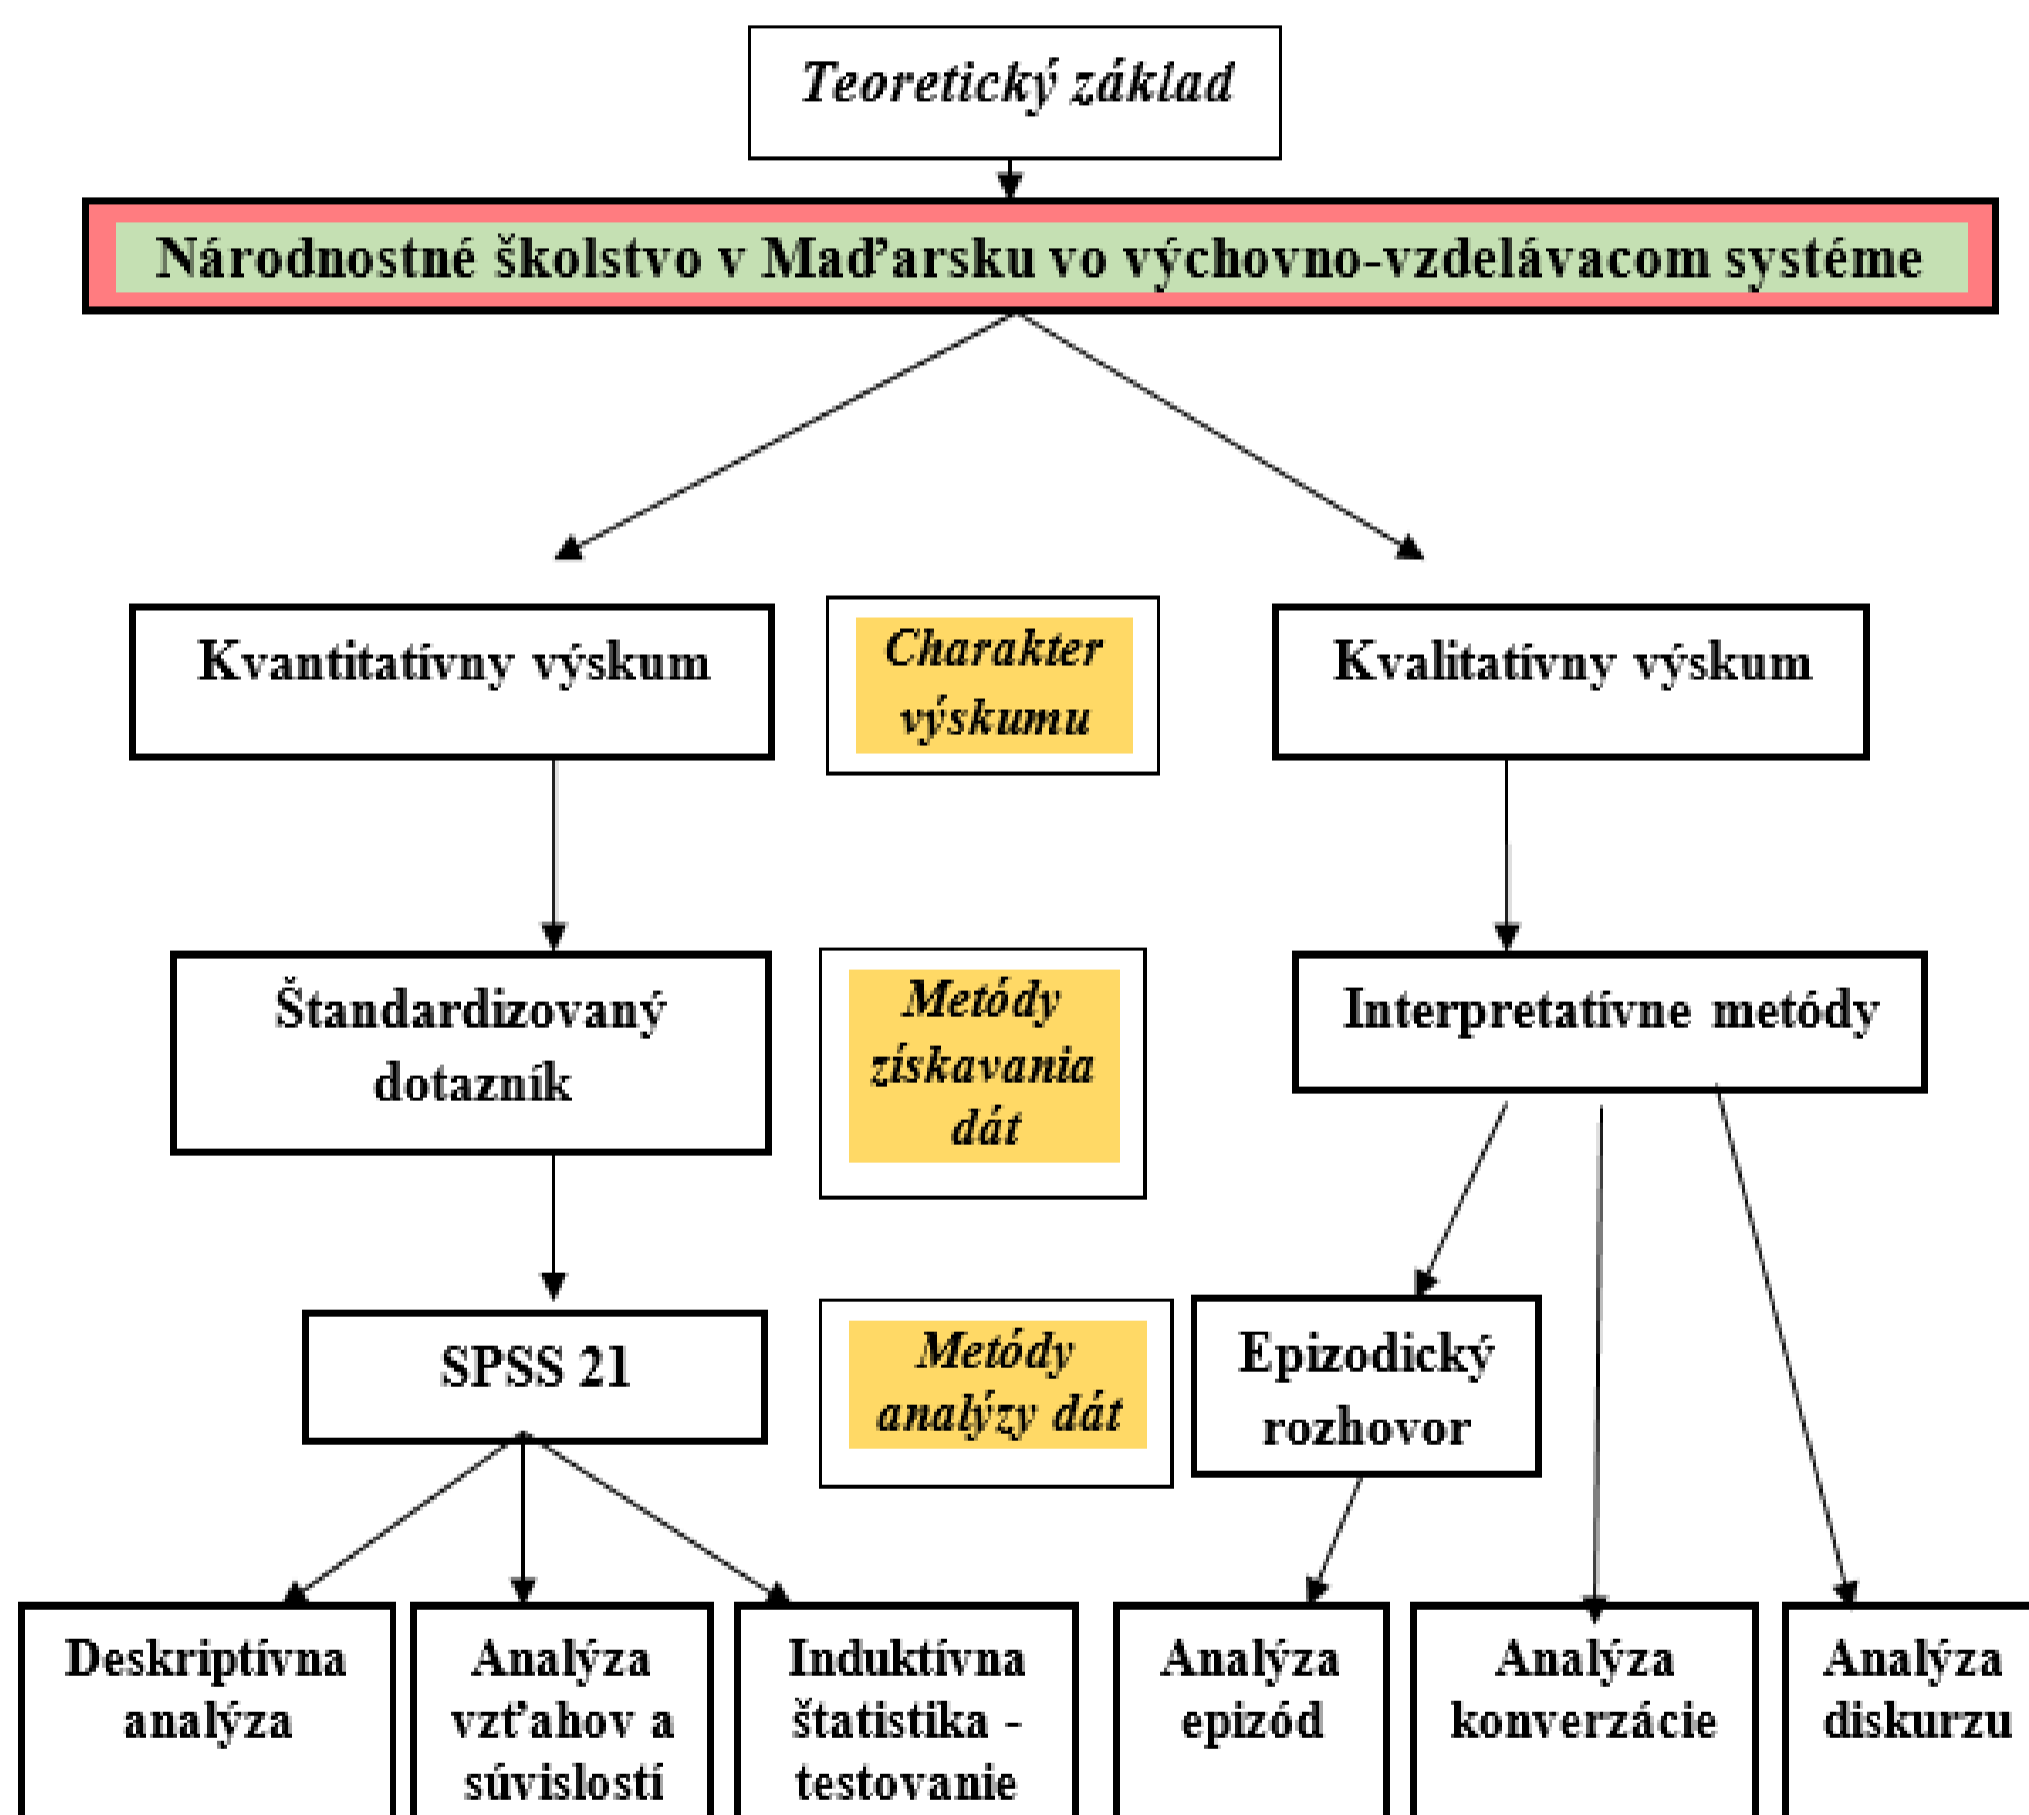 Teoretický základ
Národnostné školstvo v Maďarsku vo výchovno-vzdelávacom systéme
Kvantitatívny výskum
Charakter
výskumu
Kvalitatívny výskum
Štandardizovaný
dotazník
Metódy
získavania
dát
Interpretatívne metódy
SPSS 21
Metódy
analýzy dát
Epizodický
rozhovor
Deskriptívna
analýza
Analýza
vzťahov a
súvislostí
Induktívna
štatistika -
testovanie
Analýza
epizód
Analýza
konverzácie
Analýza
diskurzu